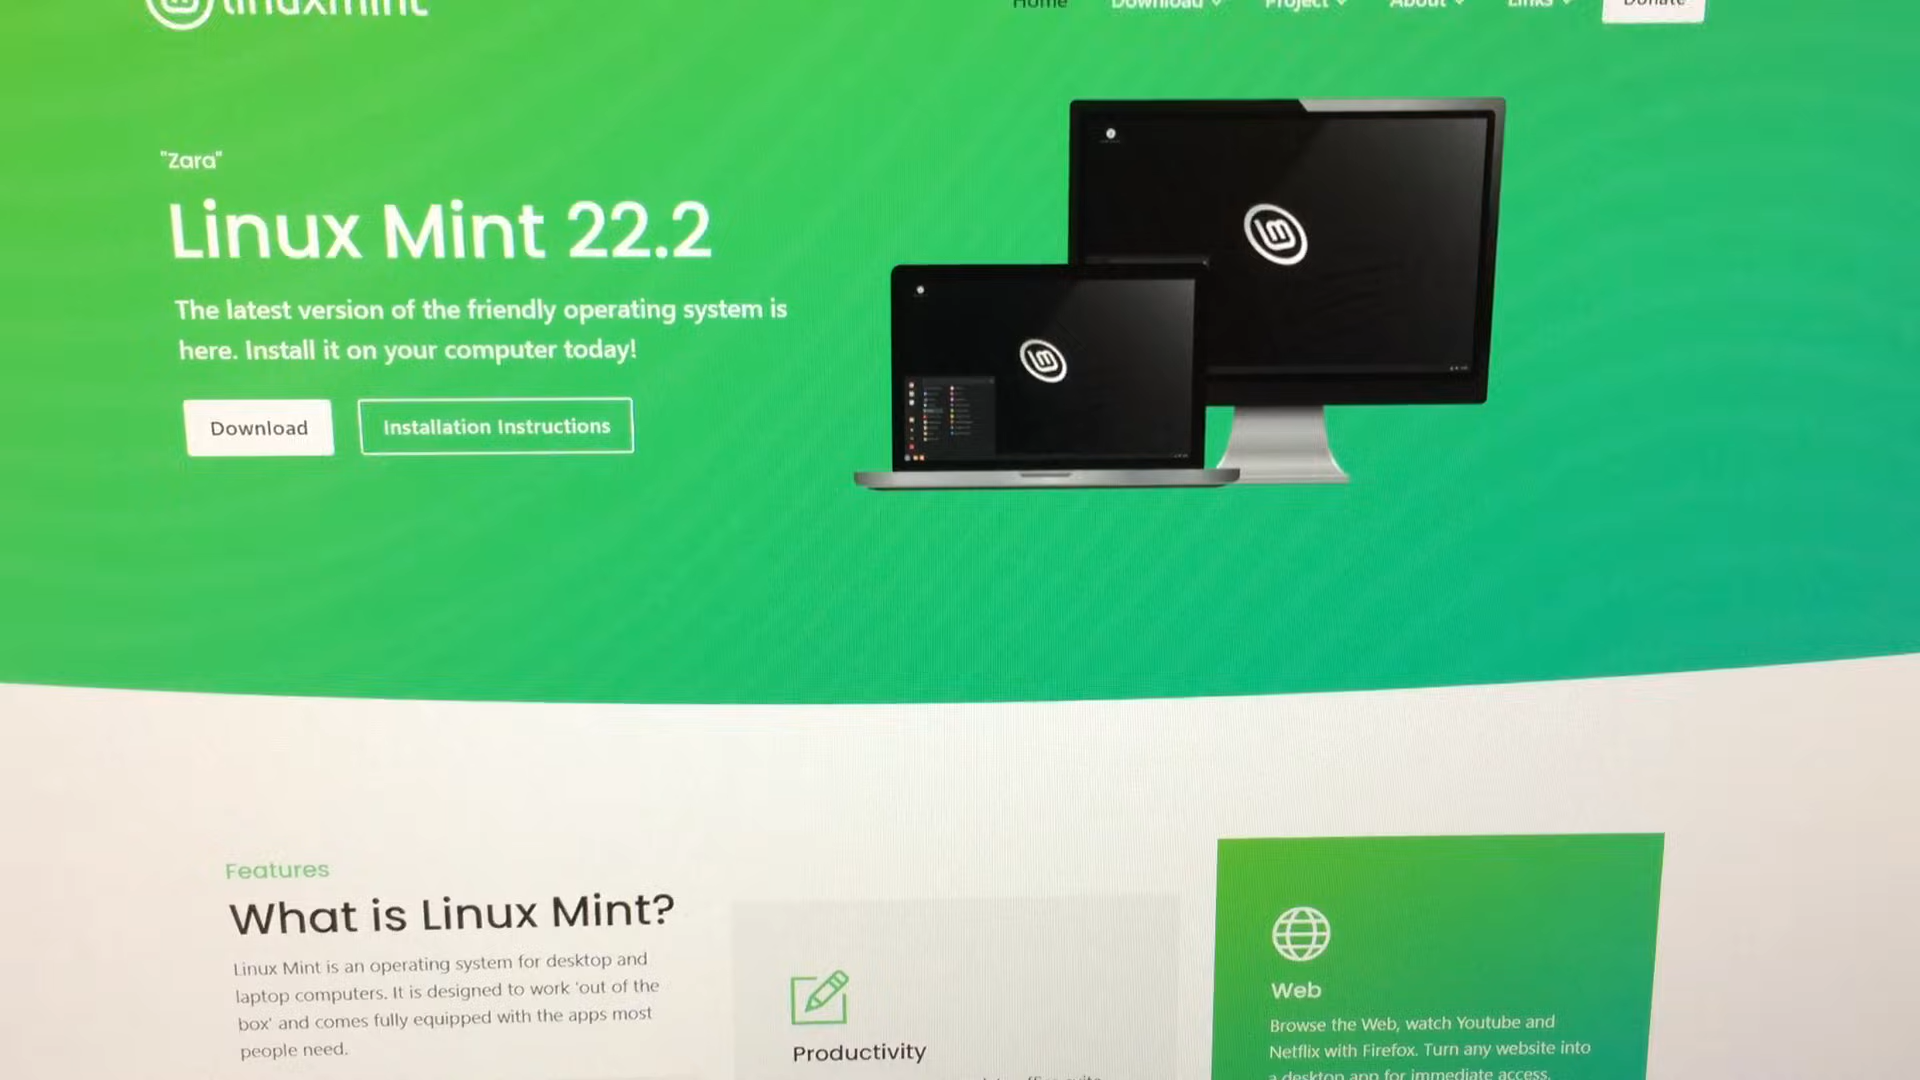 linuxmint
Home Download Project About Links Donate
"Zara"
Linux Mint 22.2
The latest version of the friendly operating system is
here. Install it on your computer today!
Download Installation Instructions
Features
What is Linux Mint?
Linux Mint is an operating system for desktop and
laptop computers. It is designed to work 'out of the
box' and comes fully equipped with the apps most
people need.
Productivity
Web
Browse the Web, watch Youtube and
Netflix with Firefox. Turn any website into
a desktop app for immediate access.